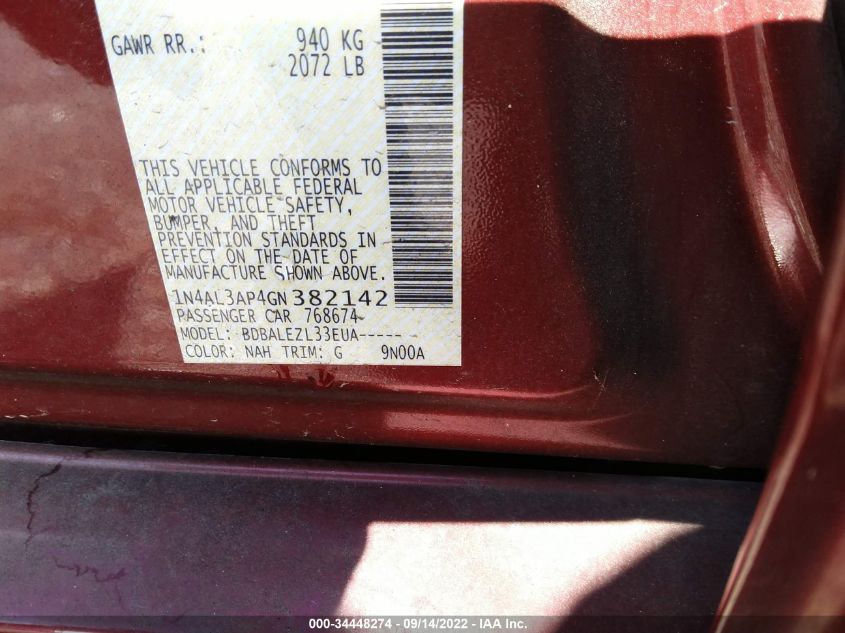 GAWR RR.: 940 KG
2072 LB
THIS VEHICLE CONFORMS TO
ALL APPLICABLE FEDERAL
MOTOR VEHICLE SAFETY,
BUMPER, AND THEFT
PREVENTION STANDARDS IN
EFFECT ON THE DATE OF
MANUFACTURE SHOWN ABOVE.
1N4AL3AP4GN382142
PASSENGER CAR 768674
MODEL: BDBALEZL33EUA-----
COLOR: NAH TRIM: G 9N00A
000-34448274 - 09/14/2022 - IAA Inc.